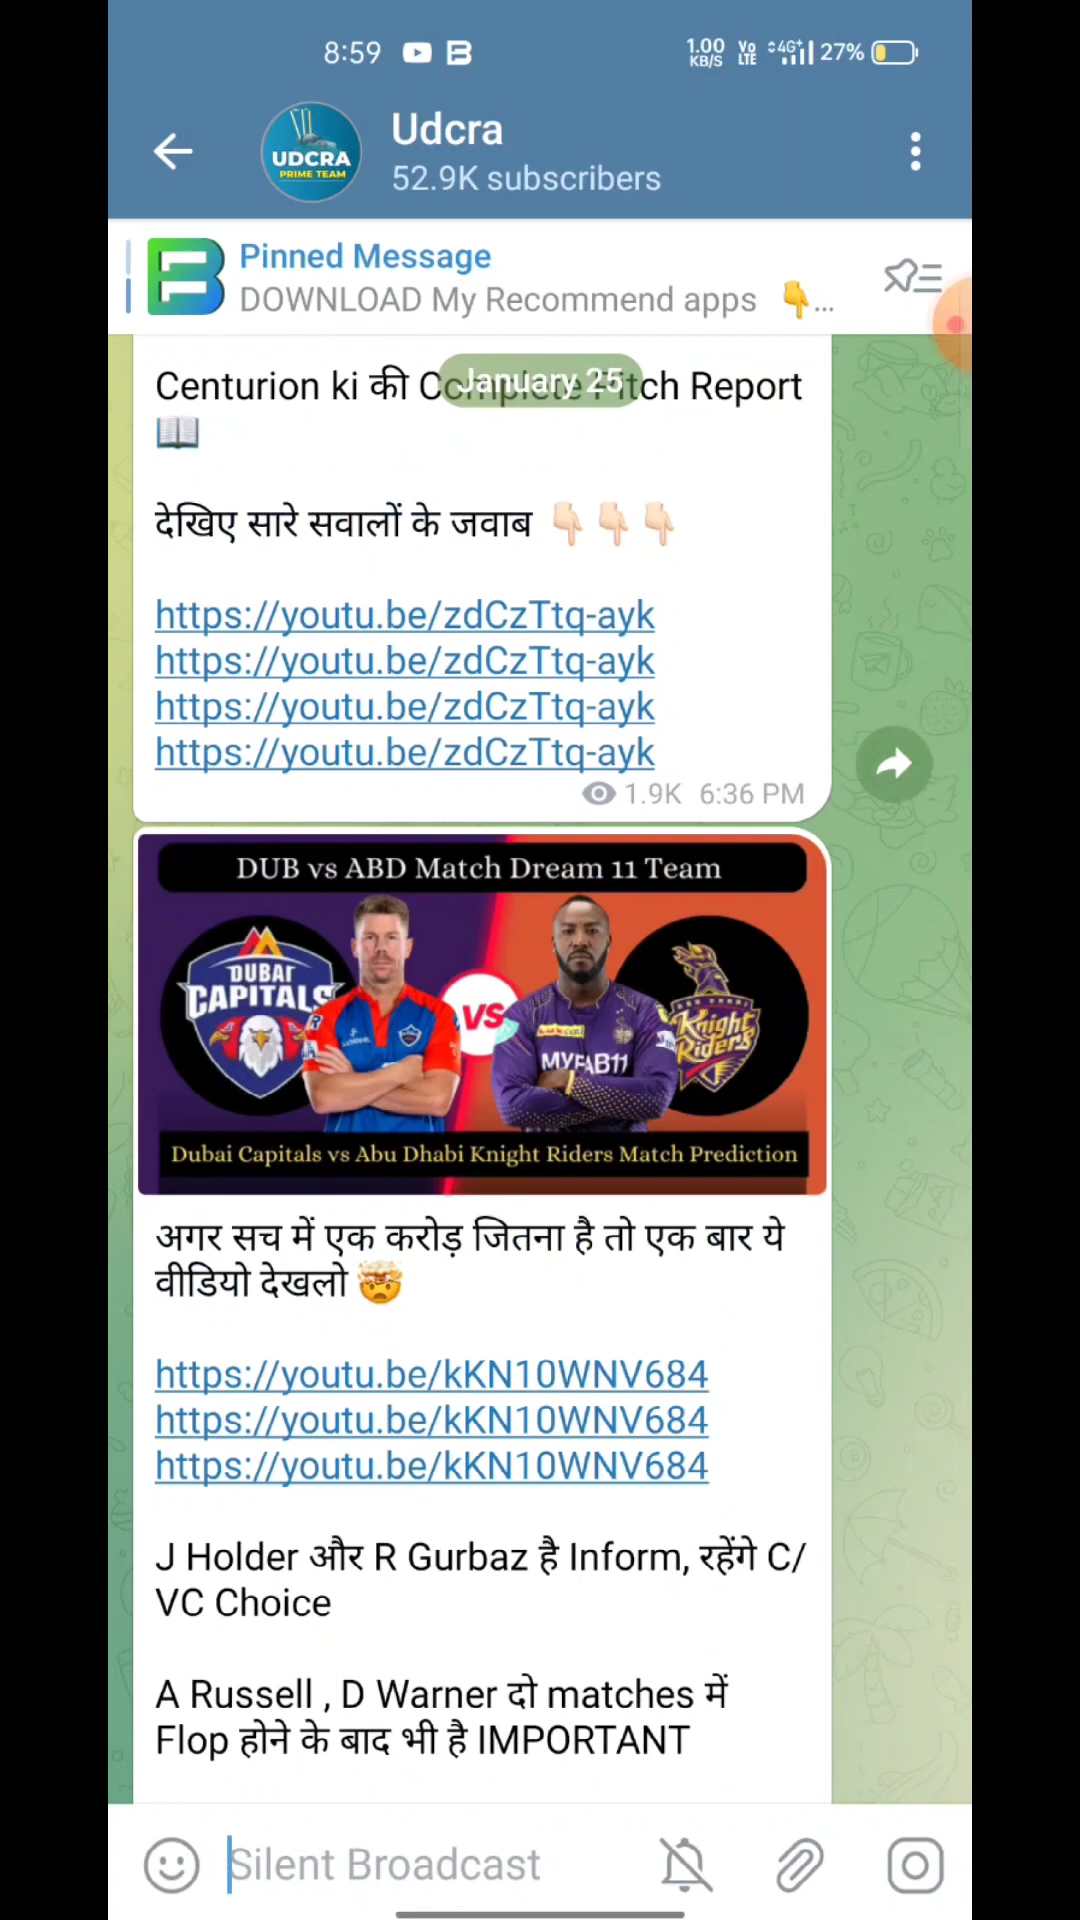 8:59
1.00 KB/S Vo LTE 4G+ 27%
Udcra
UDCRA
PRIME TEAM
52.9K subscribers
Pinned Message
DOWNLOAD My Recommend apps 👇...
January 25
Centurion ki की Complete Pitch Report
📖
देखिए सारे सवालों के जवाब 👇🏻👇🏻👇🏻
https://youtu.be/zdCzTtq-ayk
https://youtu.be/zdCzTtq-ayk
https://youtu.be/zdCzTtq-ayk
https://youtu.be/zdCzTtq-ayk
1.9K 6:36 PM
DUB vs ABD Match Dream 11 Team
DUBAI
CAPITALS
VS
MYFAB11
Knight
Riders
Dubai Capitals vs Abu Dhabi Knight Riders Match Prediction
अगर सच में एक करोड़ जितना है तो एक बार ये
वीडियो देखलो 🤯
https://youtu.be/kKN10WNV684
https://youtu.be/kKN10WNV684
https://youtu.be/kKN10WNV684
J Holder और R Gurbaz है Inform, रहेंगे C/
VC Choice
A Russell , D Warner दो matches में
Flop होने के बाद भी है IMPORTANT
Silent Broadcast